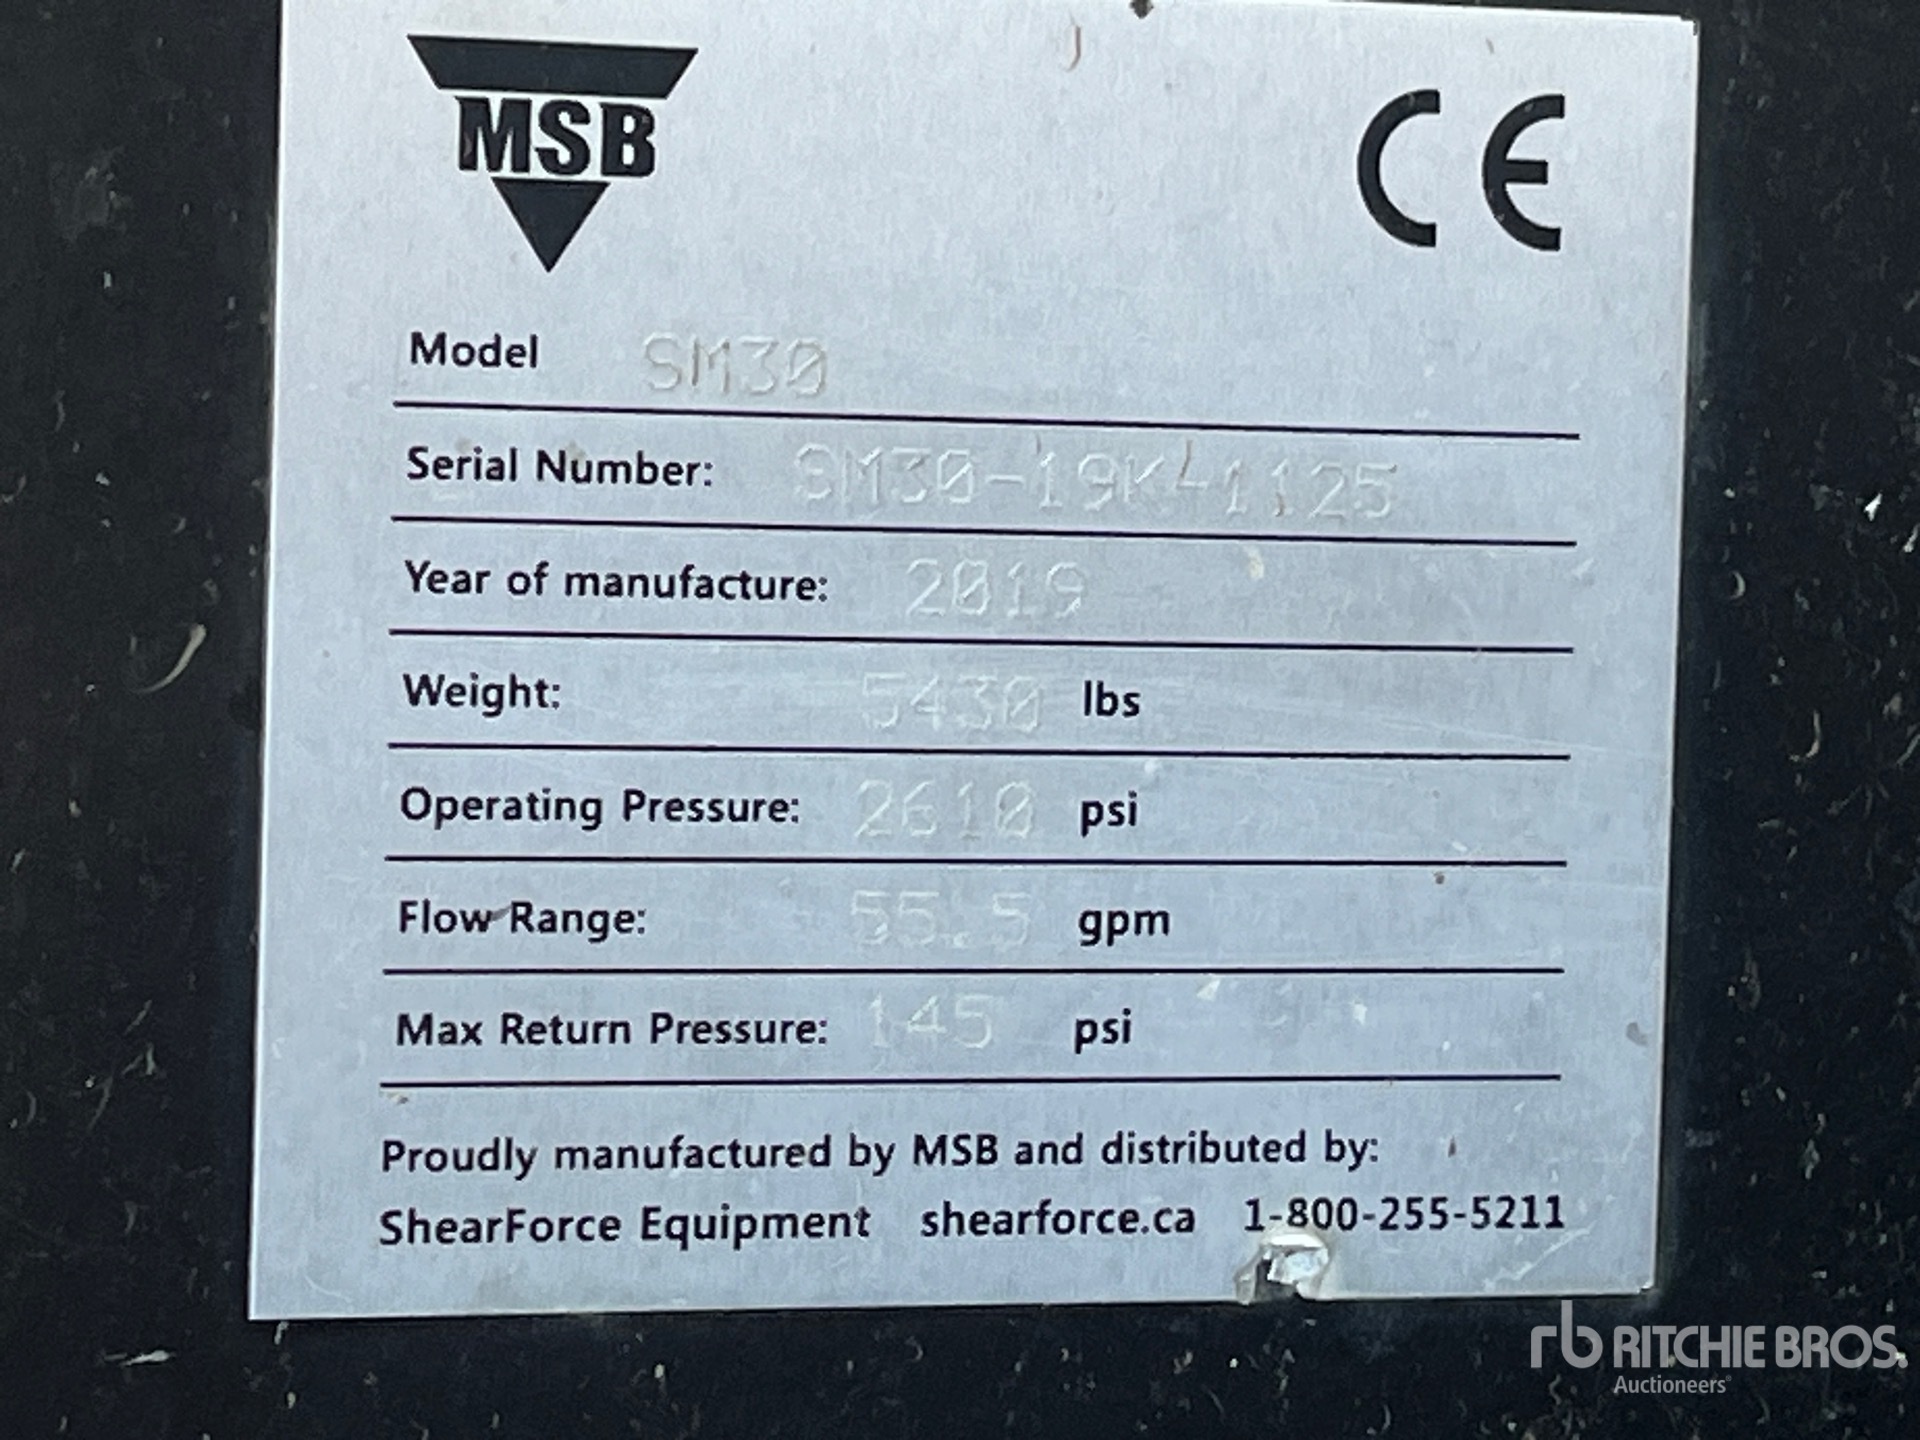 MSB
CE
Model SM30
Serial Number: SM30-19K41125
Year of manufacture: 2019
Weight: 5430 lbs
Operating Pressure: 2610 psi
Flow Range: 55.5 gpm
Max Return Pressure: 145 psi
Proudly manufactured by MSB and distributed by:
ShearForce Equipment shearforce.ca 1-800-255-5211
rb RITCHIE BROS.
Auctioneers